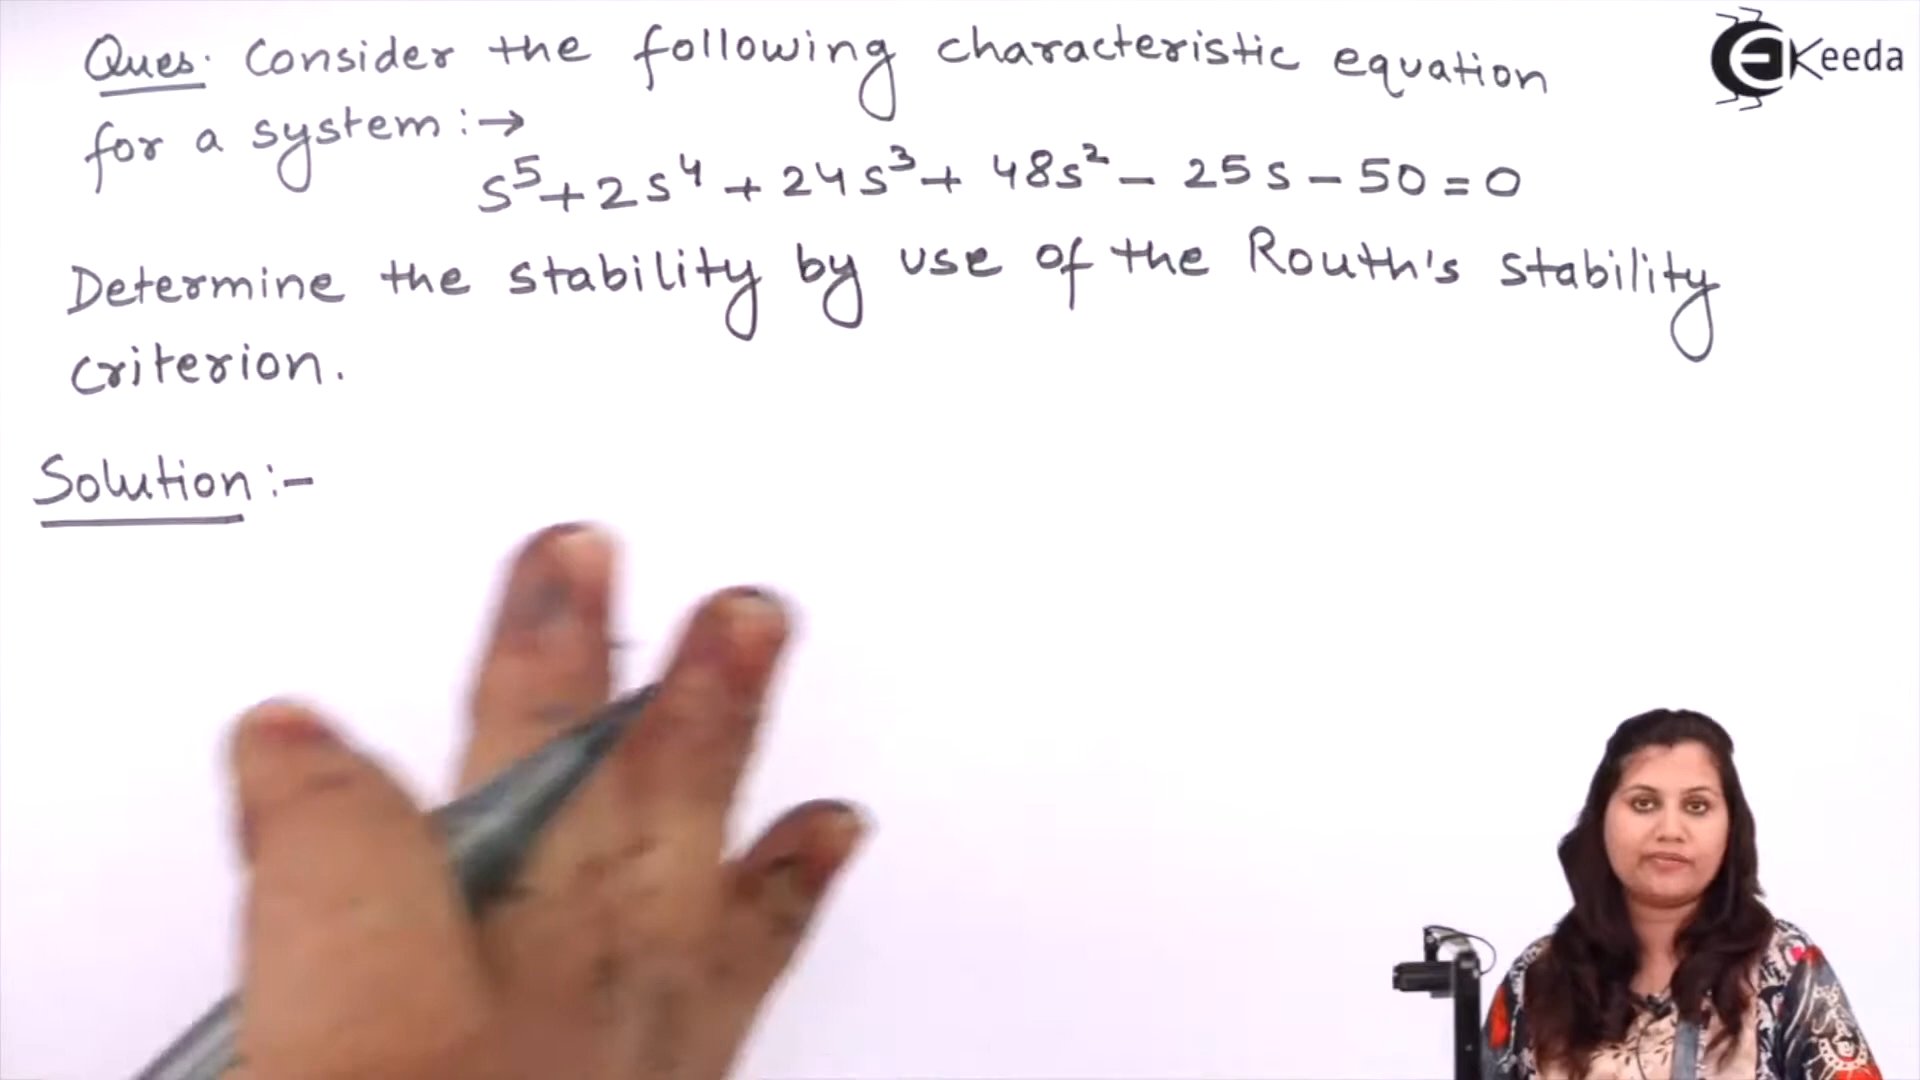 Ques. Consider the following characteristic equation
for a system :→
s⁵+2s⁴ + 24s³ + 48s² − 25s − 50 = 0
Determine the stability by use of the Routh's stability
criterion.
Solution :-
EKeeda